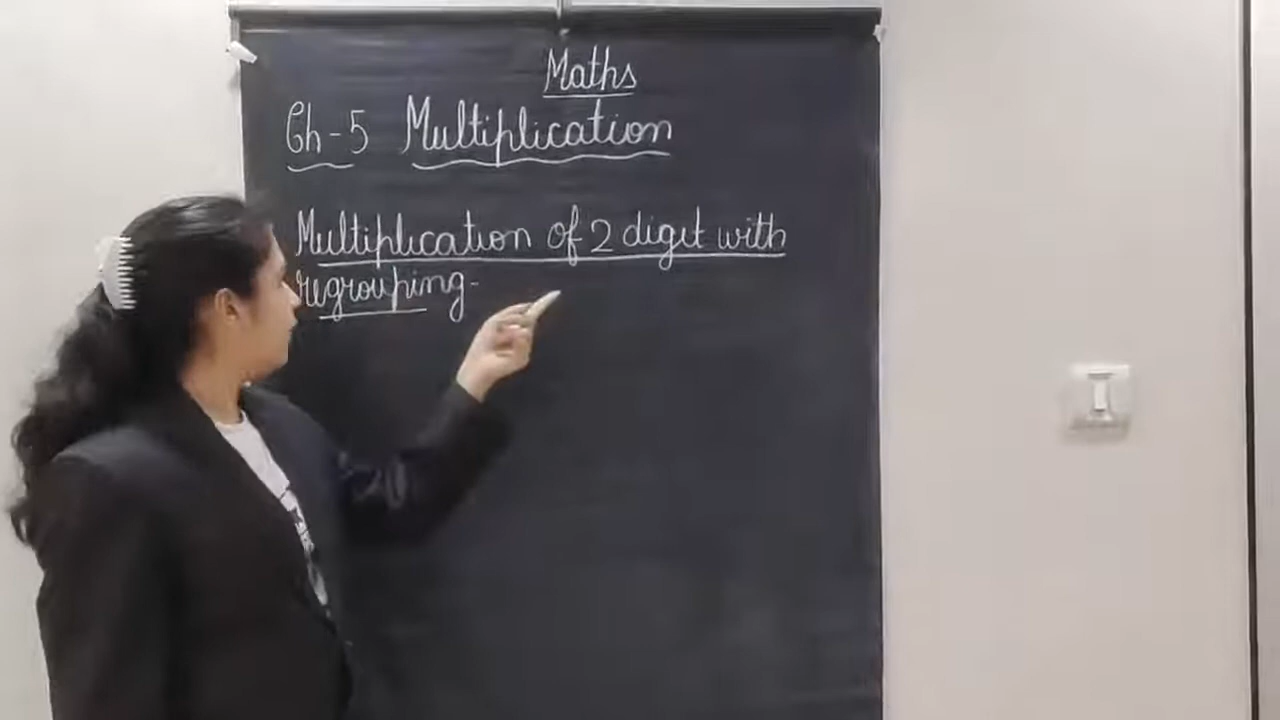 Maths
Ch-5 Multiplication
Multiplication of 2 digit with
regrouping-